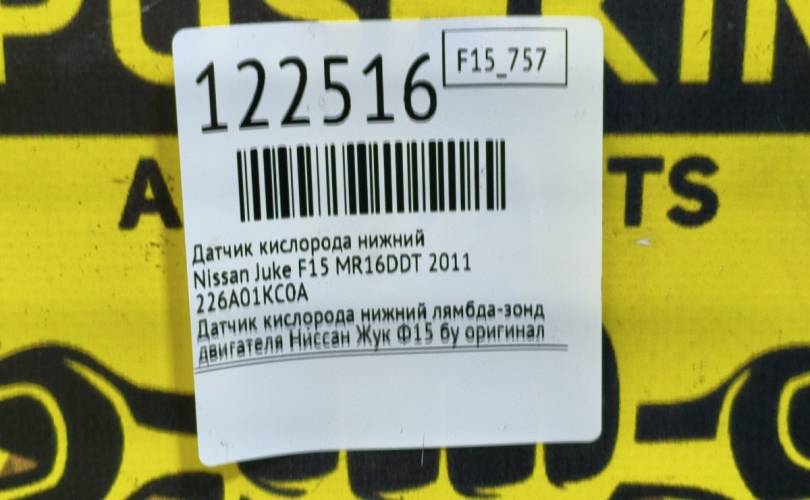 122516
F15_757
Датчик кислорода нижний
Nissan Juke F15 MR16DDT 2011
226A01KC0A
Датчик кислорода нижний лямбда-зонд
двигателя Ниссан Жук Ф15 бу оригинал